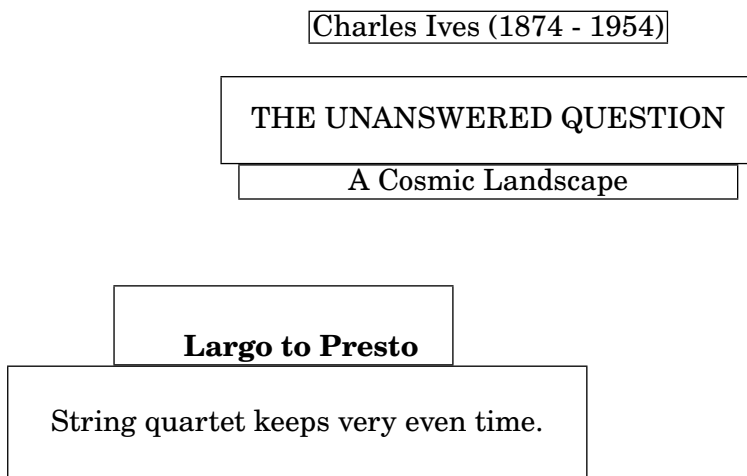 Charles Ives (1874 - 1954)
THE UNANSWERED QUESTION
A Cosmic Landscape
Largo to Presto
String quartet keeps very even time.